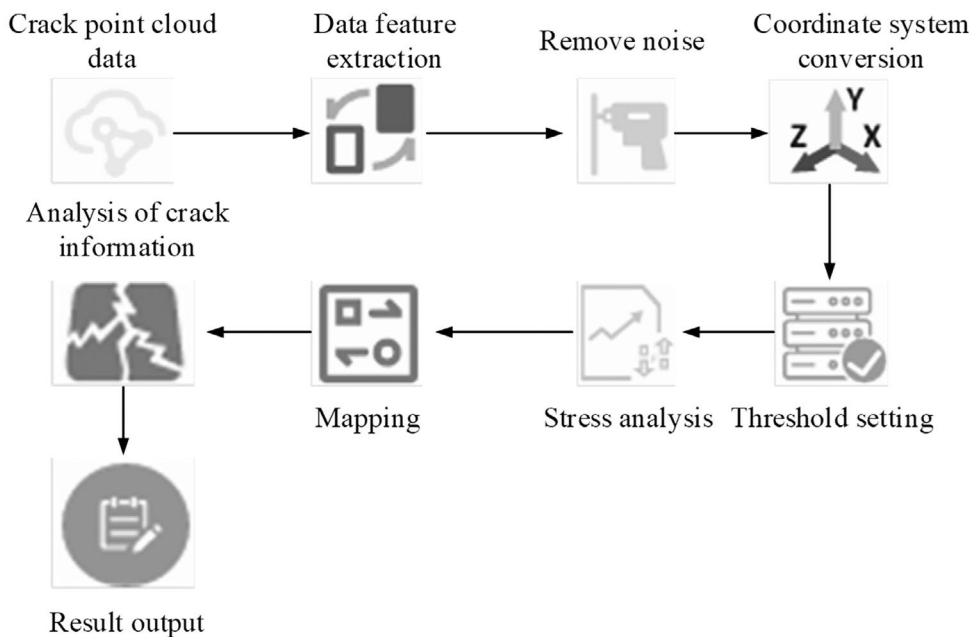 Crack point cloud
data
Data feature
extraction
Remove noise
Coordinate system
conversion
Y
Z
X
Analysis of crack
information
Mapping
Stress analysis
Threshold setting
Result output